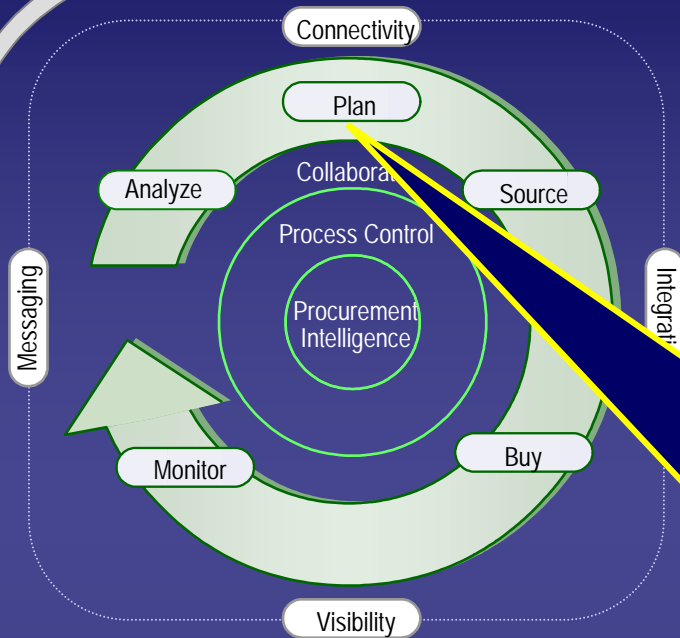 Connectivity
Plan
Analyze
Source
Process Control
Messaging
Procurement
Intelligence
Monitor
Buy
Visibility